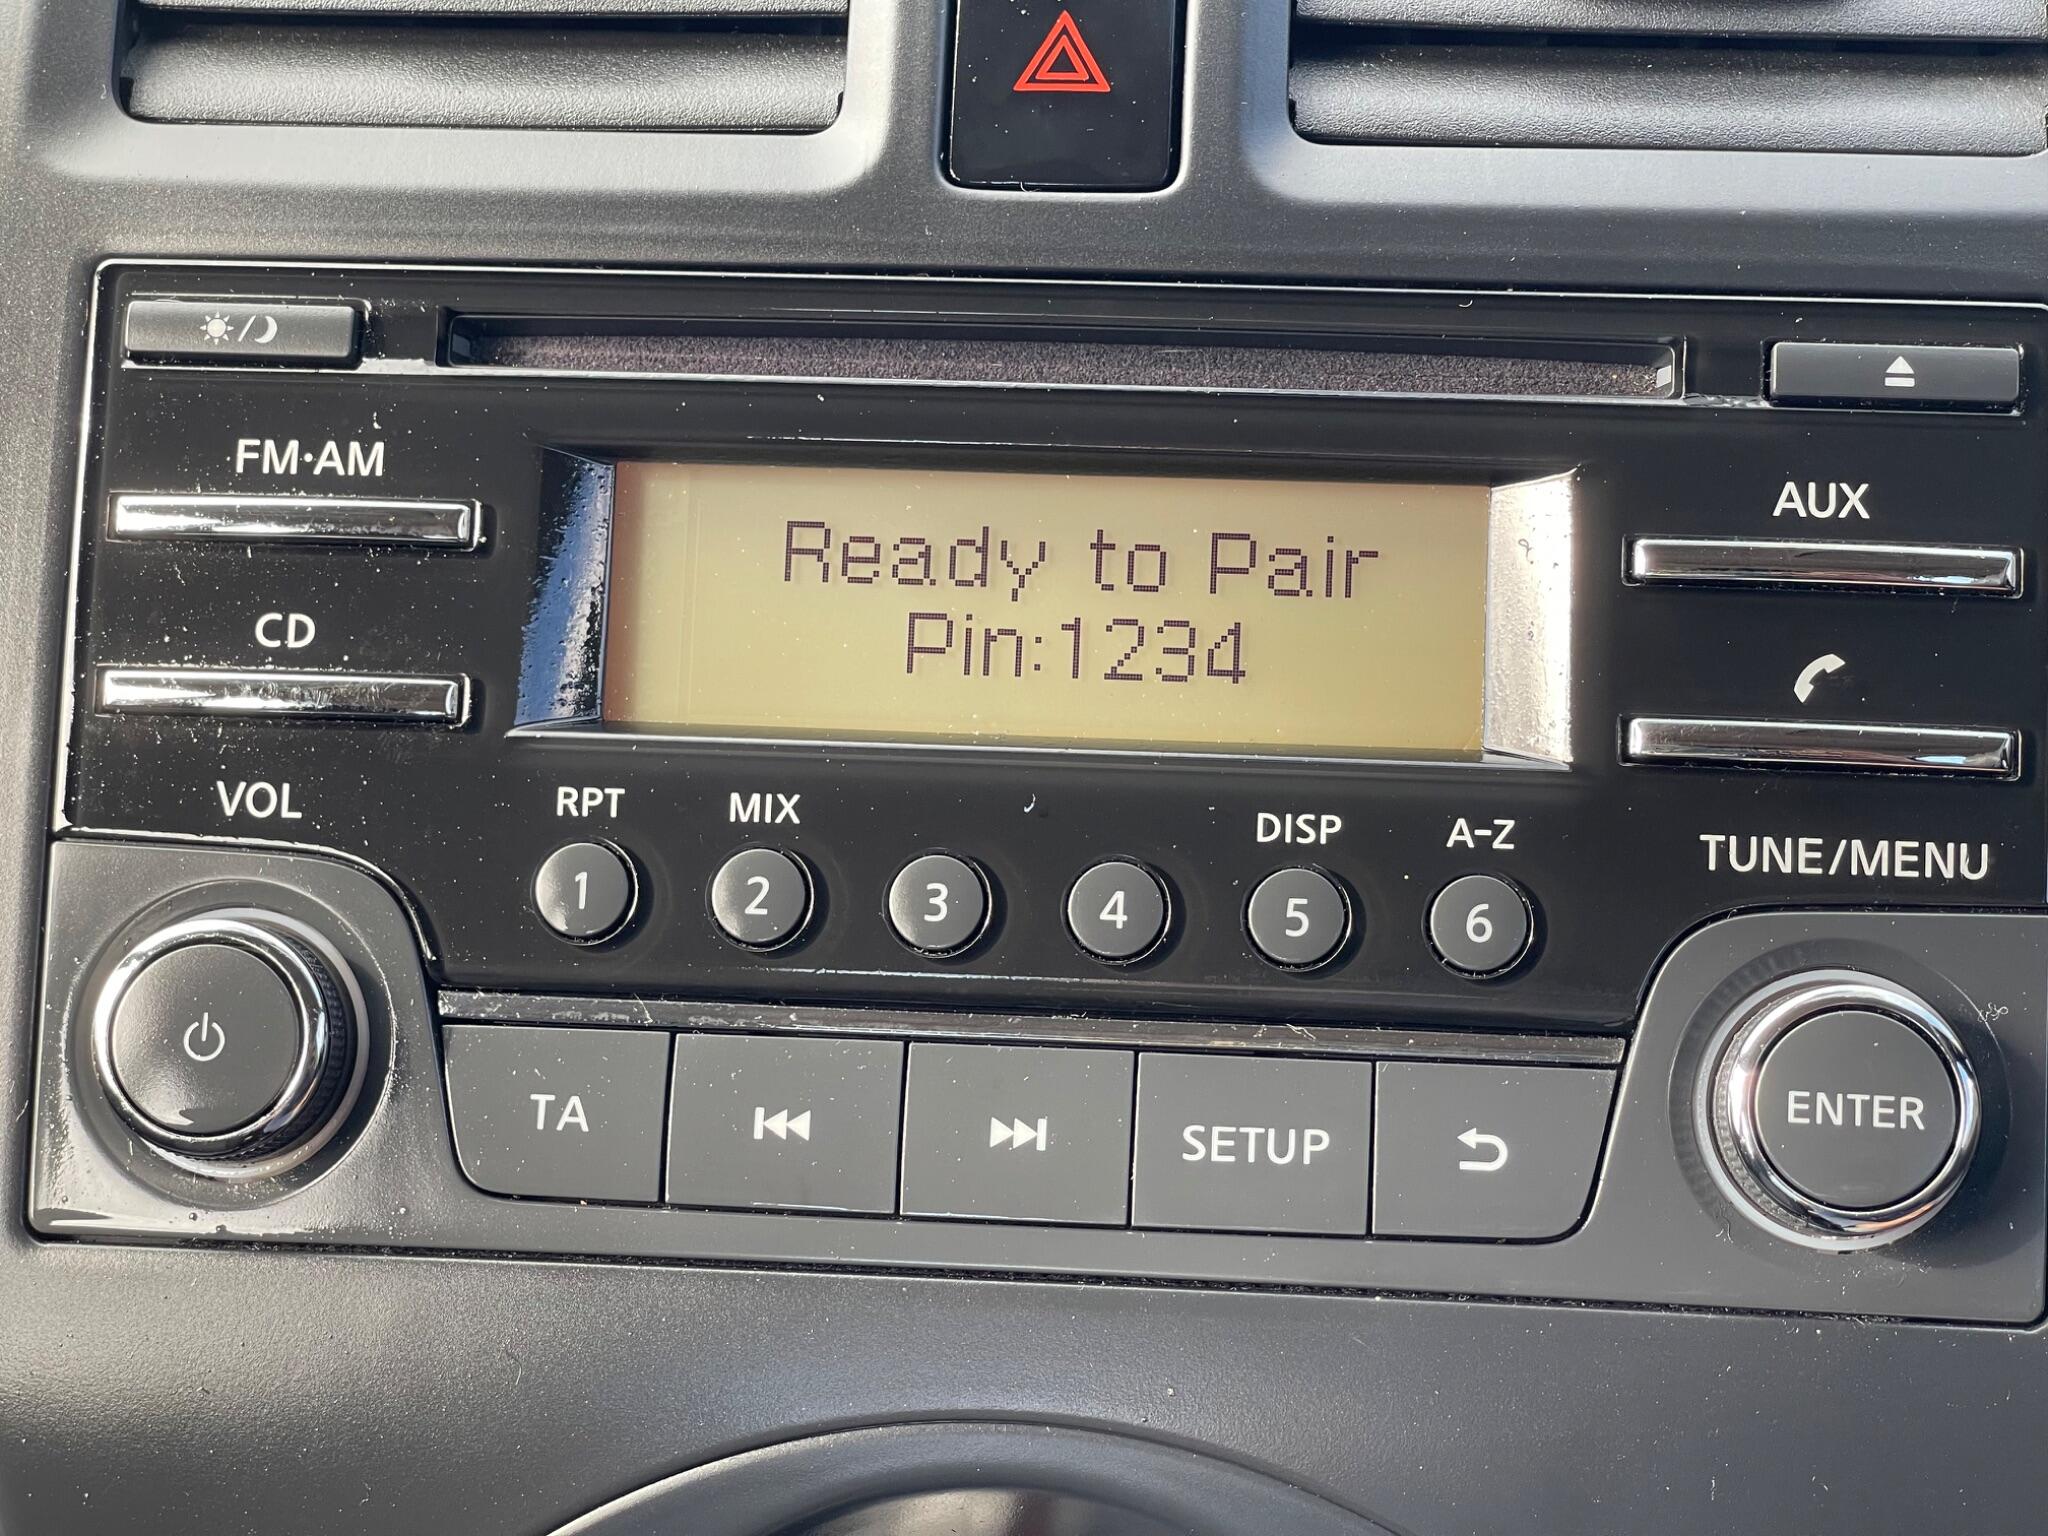 FM·AM
AUX
Ready to Pair
Pin:1234
CD
VOL
RPT
MIX
DISP
A-Z
TUNE/MENU
1
2
3
4
5
6
TA
SETUP
ENTER